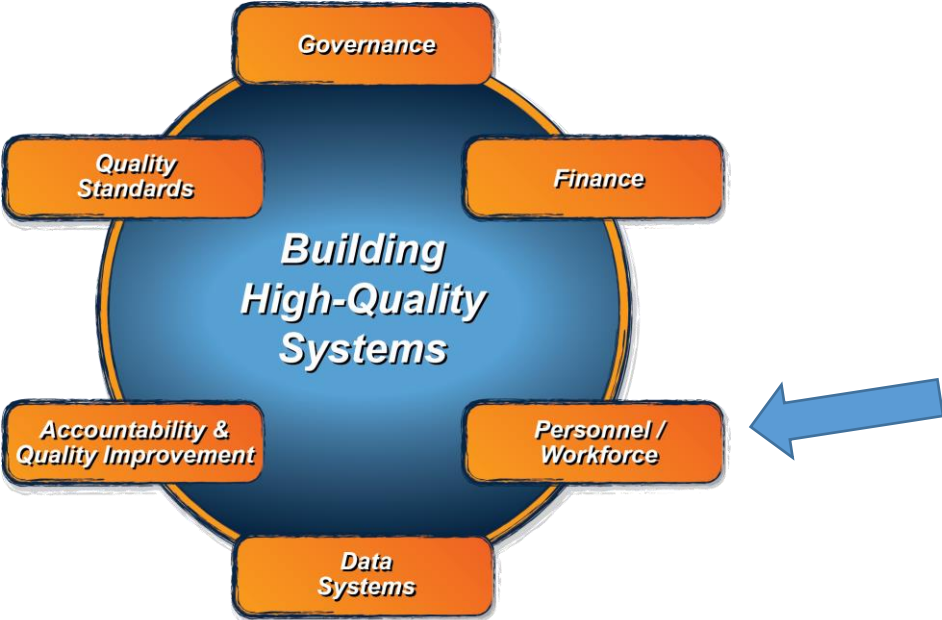 Governance
Quality
Standards
Finance
Building
High-Quality
Systems
Accountability &
Quality Improvement
Personnel /
Workforce
Data
Systems